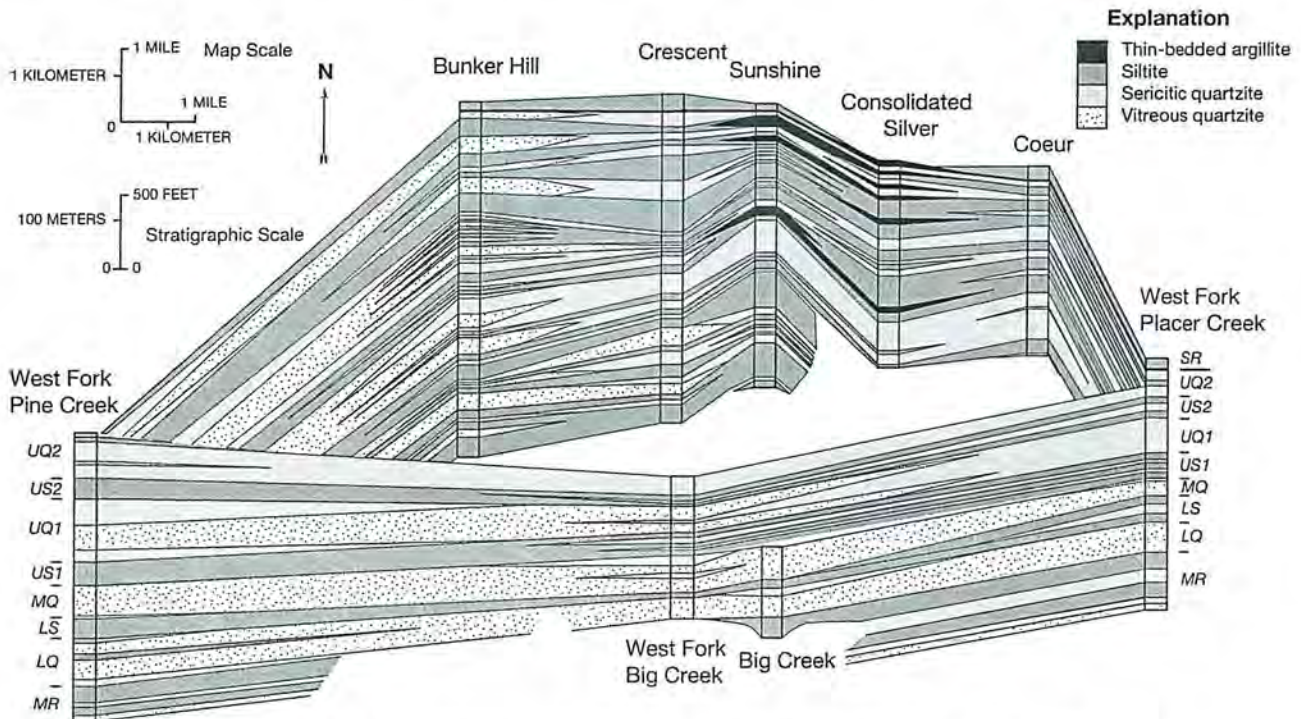 Explanation
Thin-bedded argillite
Siltite
Sericitic quartzite
Vitreous quartzite
1 MILE
Map Scale
1 KILOMETER
1 MILE
0
1 KILOMETER
N
500 FEET
100 METERS
Stratigraphic Scale
0
0
Bunker Hill
Crescent
Sunshine
Consolidated
Silver
Coeur
West Fork
Placer Creek
SR
UQ2
US2
UQ1
US1
MQ
LS
LQ
MR
West Fork
Pine Creek
UQ2
US2
UQ1
US1
MQ
LS
LQ
MR
West Fork
Big Creek
Big Creek